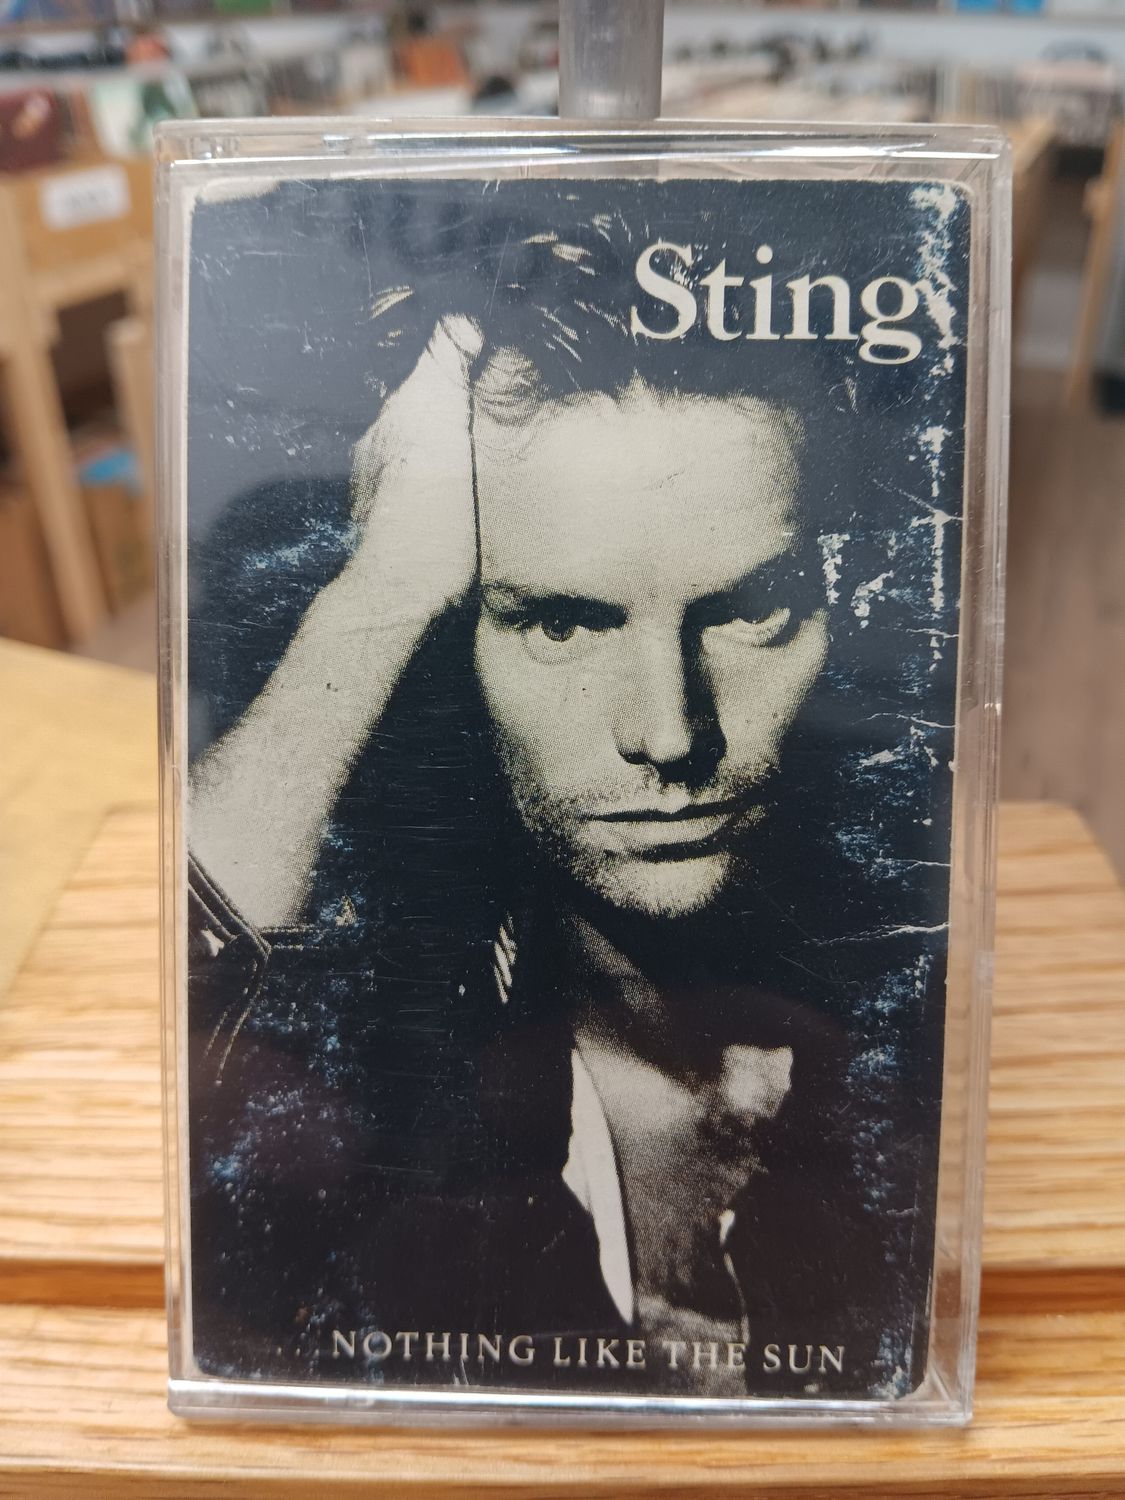 Sting
...NOTHING LIKE THE SUN